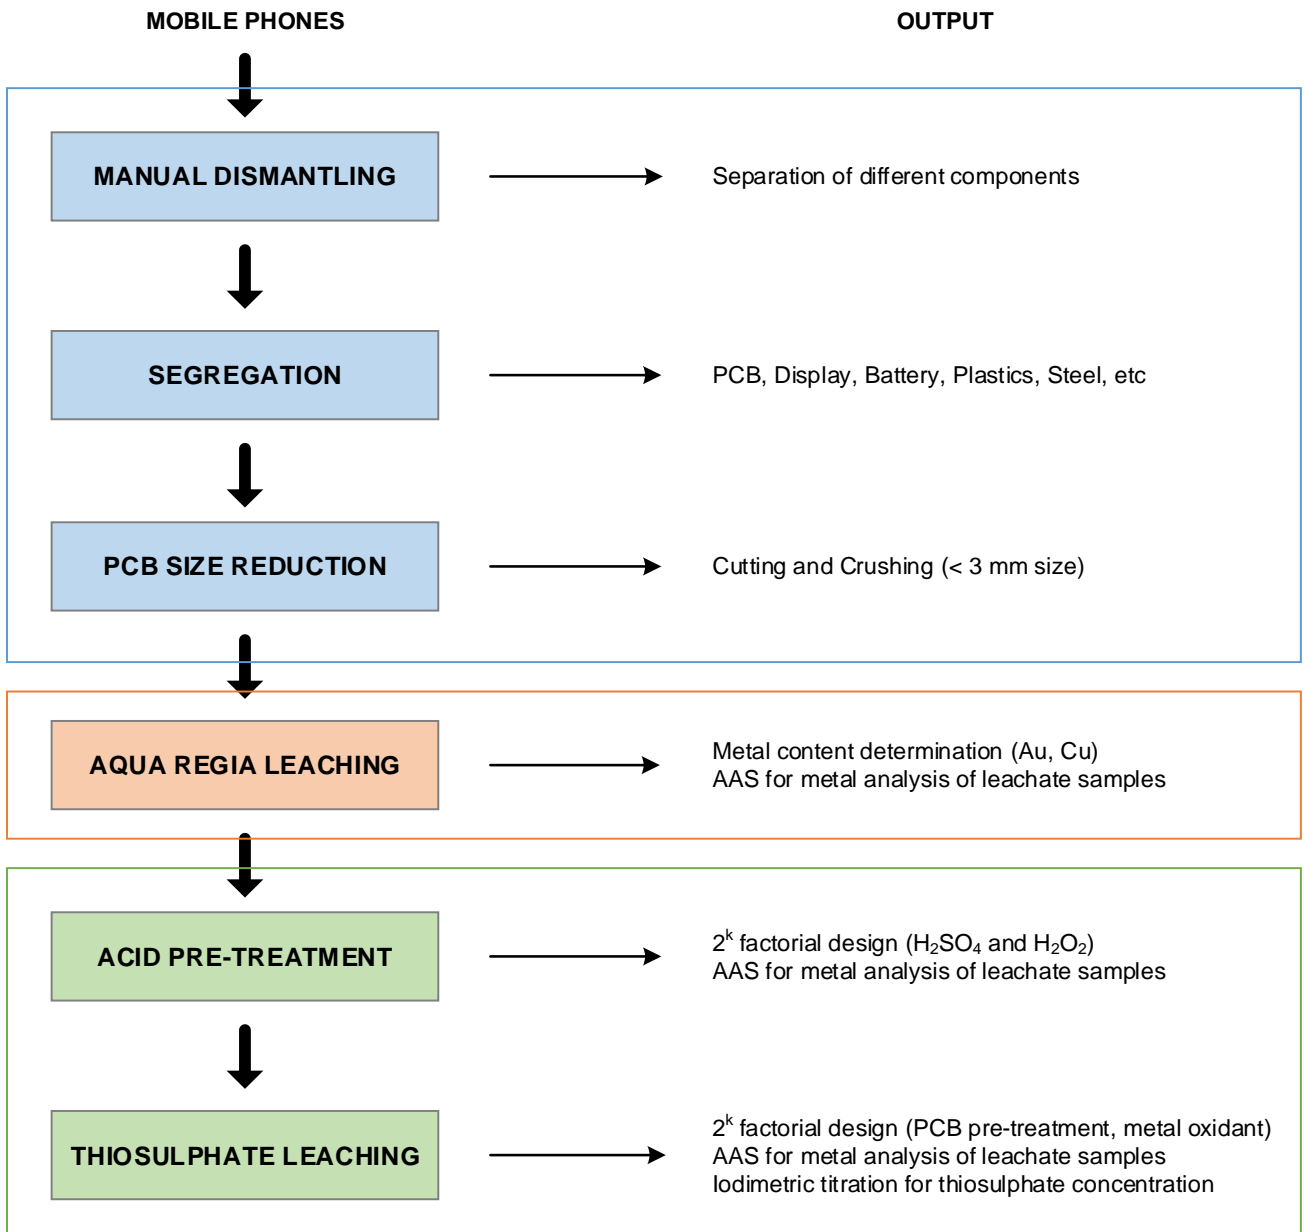 MOBILE PHONES
OUTPUT
MANUAL DISMANTLING
Separation of different components
SEGREGATION
PCB, Display, Battery, Plastics, Steel, etc
PCB SIZE REDUCTION
Cutting and Crushing (< 3 mm size)
AQUA REGIA LEACHING
Metal content determination (Au, Cu)
AAS for metal analysis of leachate samples
ACID PRE-TREATMENT
2ᵏ factorial design (H₂SO₄ and H₂O₂)
AAS for metal analysis of leachate samples
THIOSULPHATE LEACHING
2ᵏ factorial design (PCB pre-treatment, metal oxidant)
AAS for metal analysis of leachate samples
Iodimetric titration for thiosulphate concentration